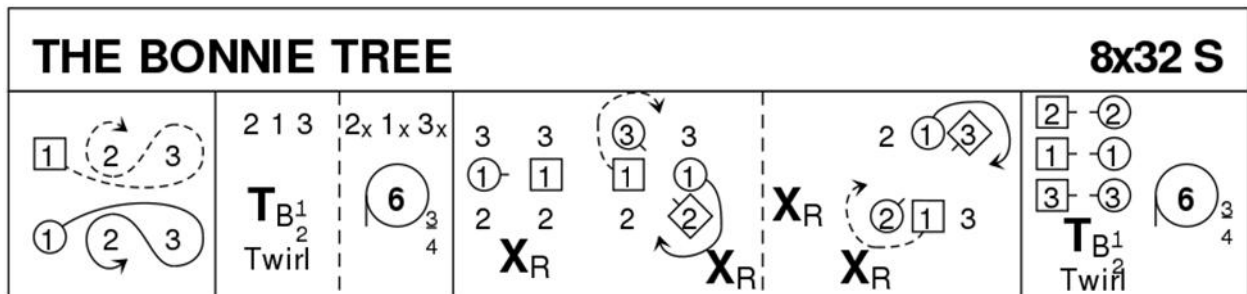 THE BONNIE TREE 8x32 S
1 2 3
1 2 3
2 1 3
T B 1/2
Twirl
2x 1x 3x
6 3/4
3 3 3 3
1 1 1 1
2 2 2 2
XR XR
2 1 3
XR
2 1 3
XR
2 2
1 1
3 3
T B 1/2
Twirl
6 3/4